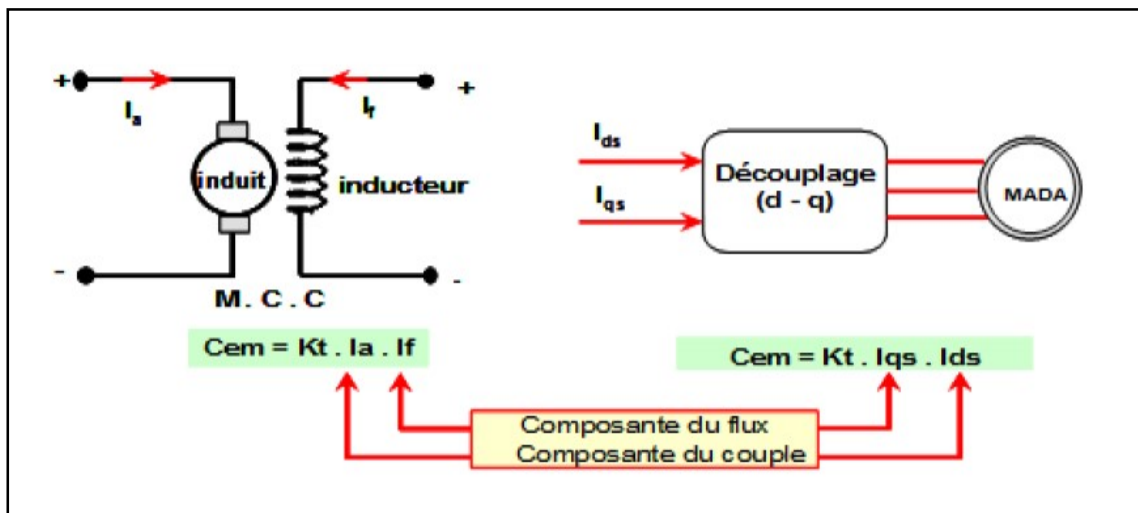 +
Ia
If
+
induit
inducteur
-
-
M . C . C
Cem = Kt . Ia . If
Ids
Iqs
Découplage
(d - q)
MADA
Cem = Kt . Iqs . Ids
Composante du flux
Composante du couple